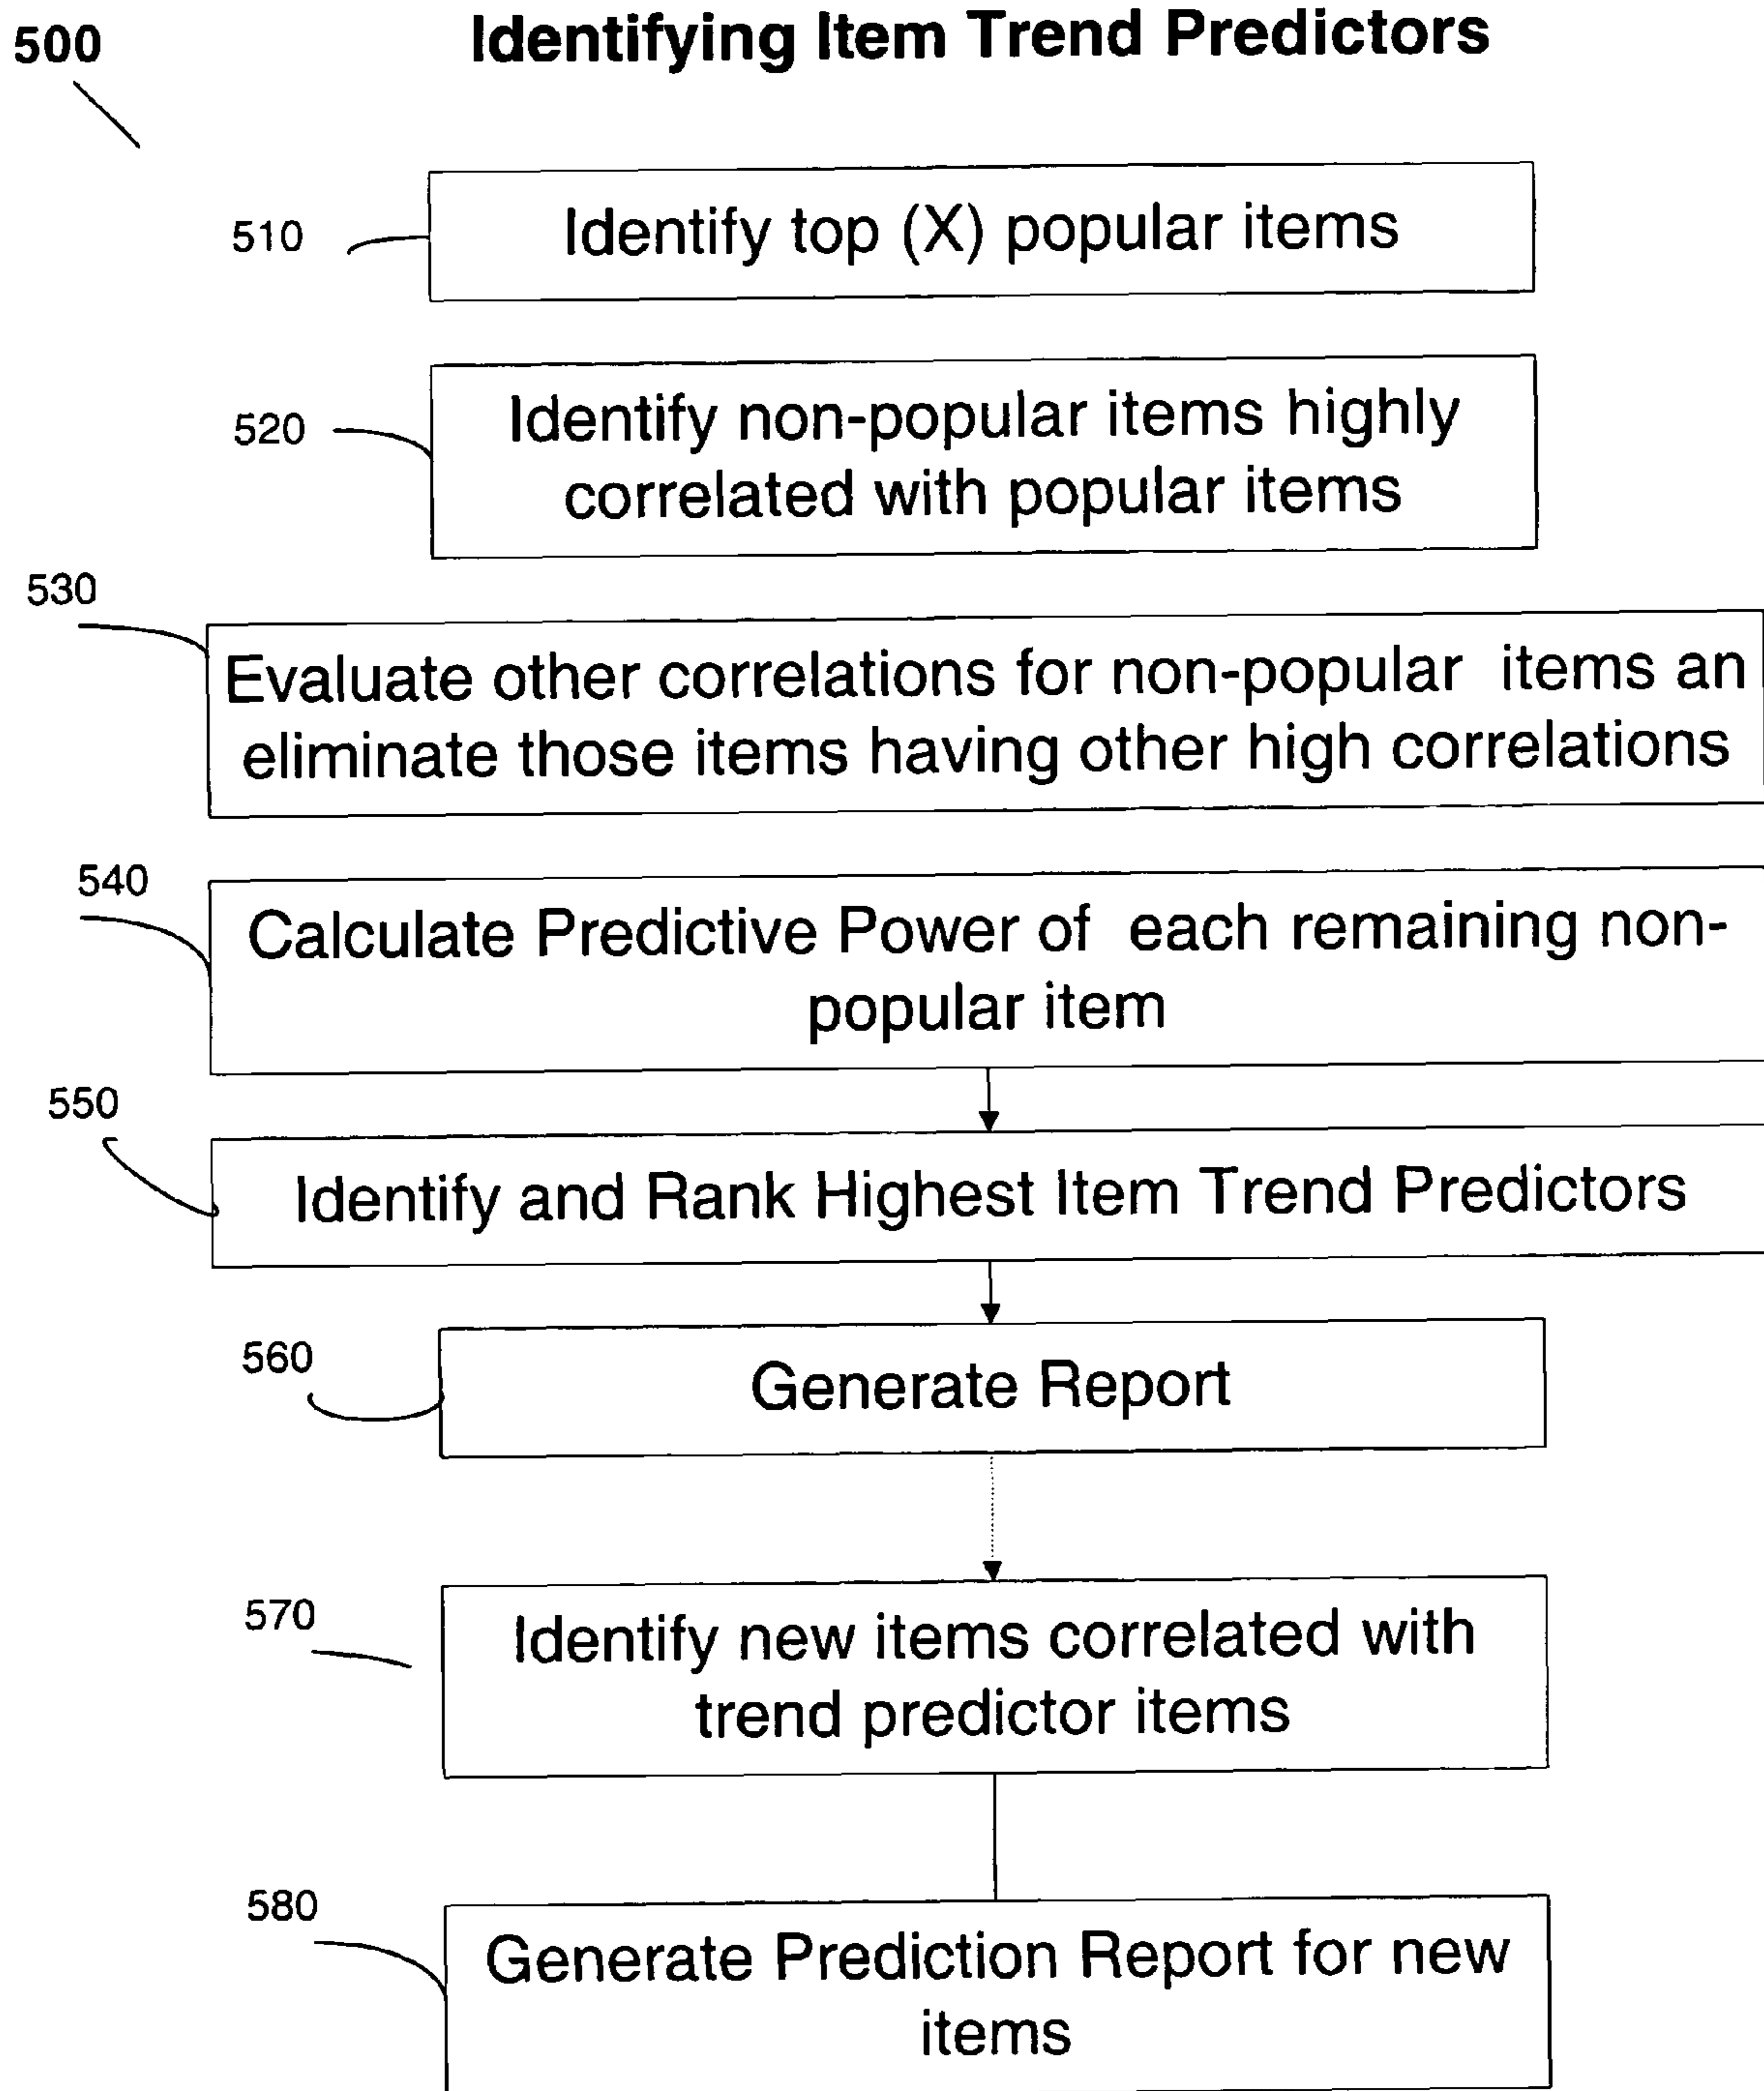 500
Identifying Item Trend Predictors
510
Identify top (X) popular items
520
Identify non-popular items highly
correlated with popular items
530
Evaluate other correlations for non-popular items an
eliminate those items having other high correlations
540
Calculate Predictive Power of each remaining non-
popular item
550
Identify and Rank Highest Item Trend Predictors
560
Generate Report
570
Identify new items correlated with
trend predictor items
580
Generate Prediction Report for new
items